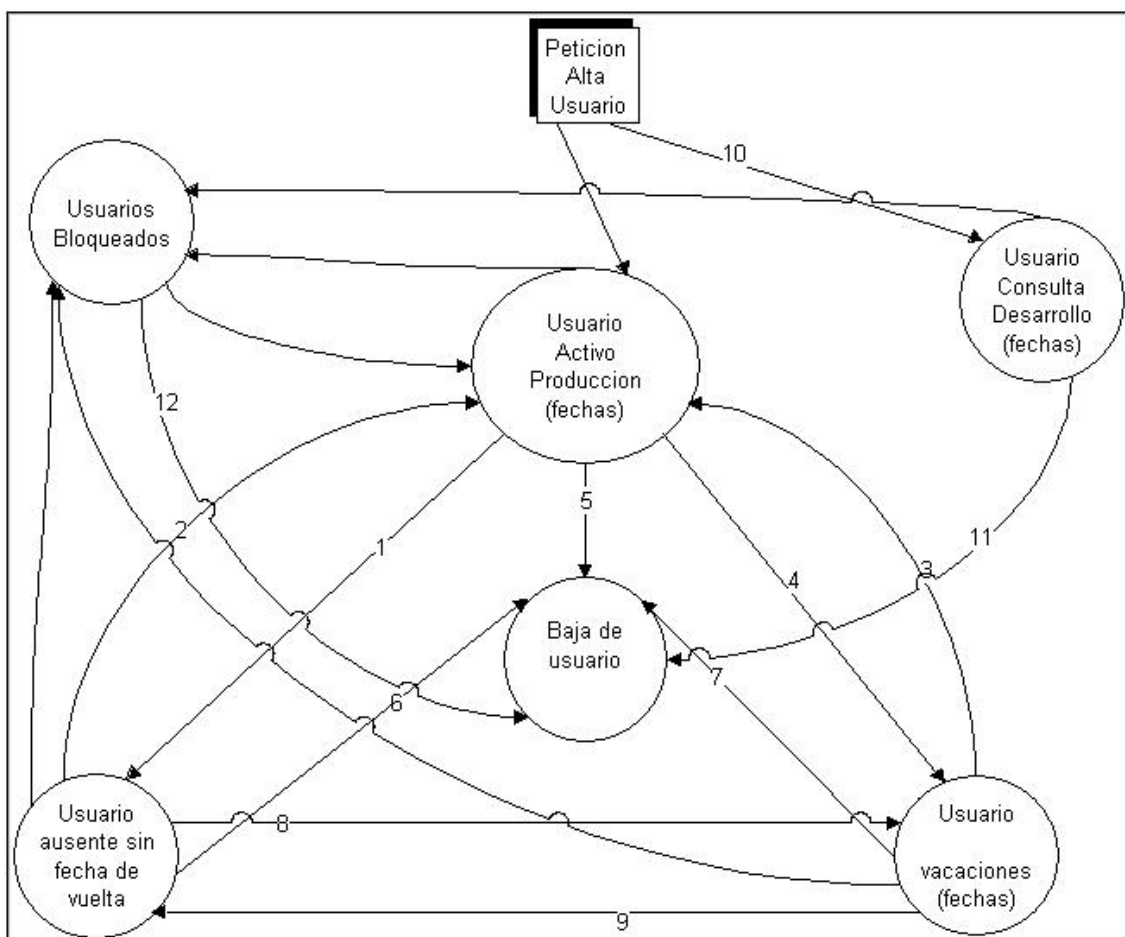 Peticion
Alta
Usuario
10
Usuarios
Bloqueados
Usuario
Consulta
Desarrollo
(fechas)
Usuario
Activo
Produccion
(fechas)
12
5
2
1
11
4
3
Baja de
usuario
6
7
Usuario
ausente sin
fecha de
vuelta
8
Usuario
vacaciones
(fechas)
9